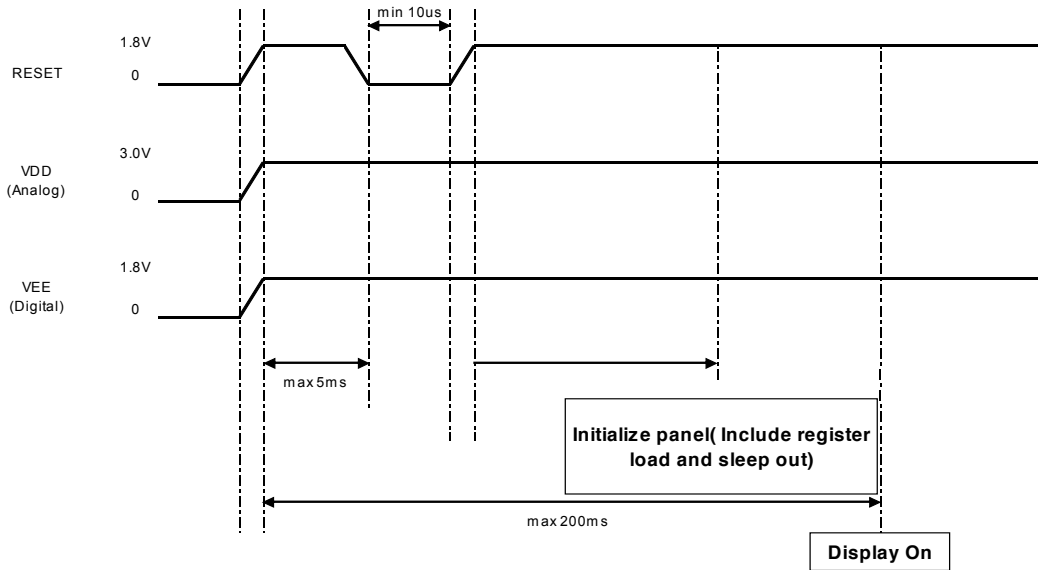 min 10us
1.8V
RESET
0
3.0V
VDD
(Analog)
0
1.8V
VEE
(Digital)
0
max 5ms
Initialize panel( Include register
load and sleep out)
max 200ms
Display On